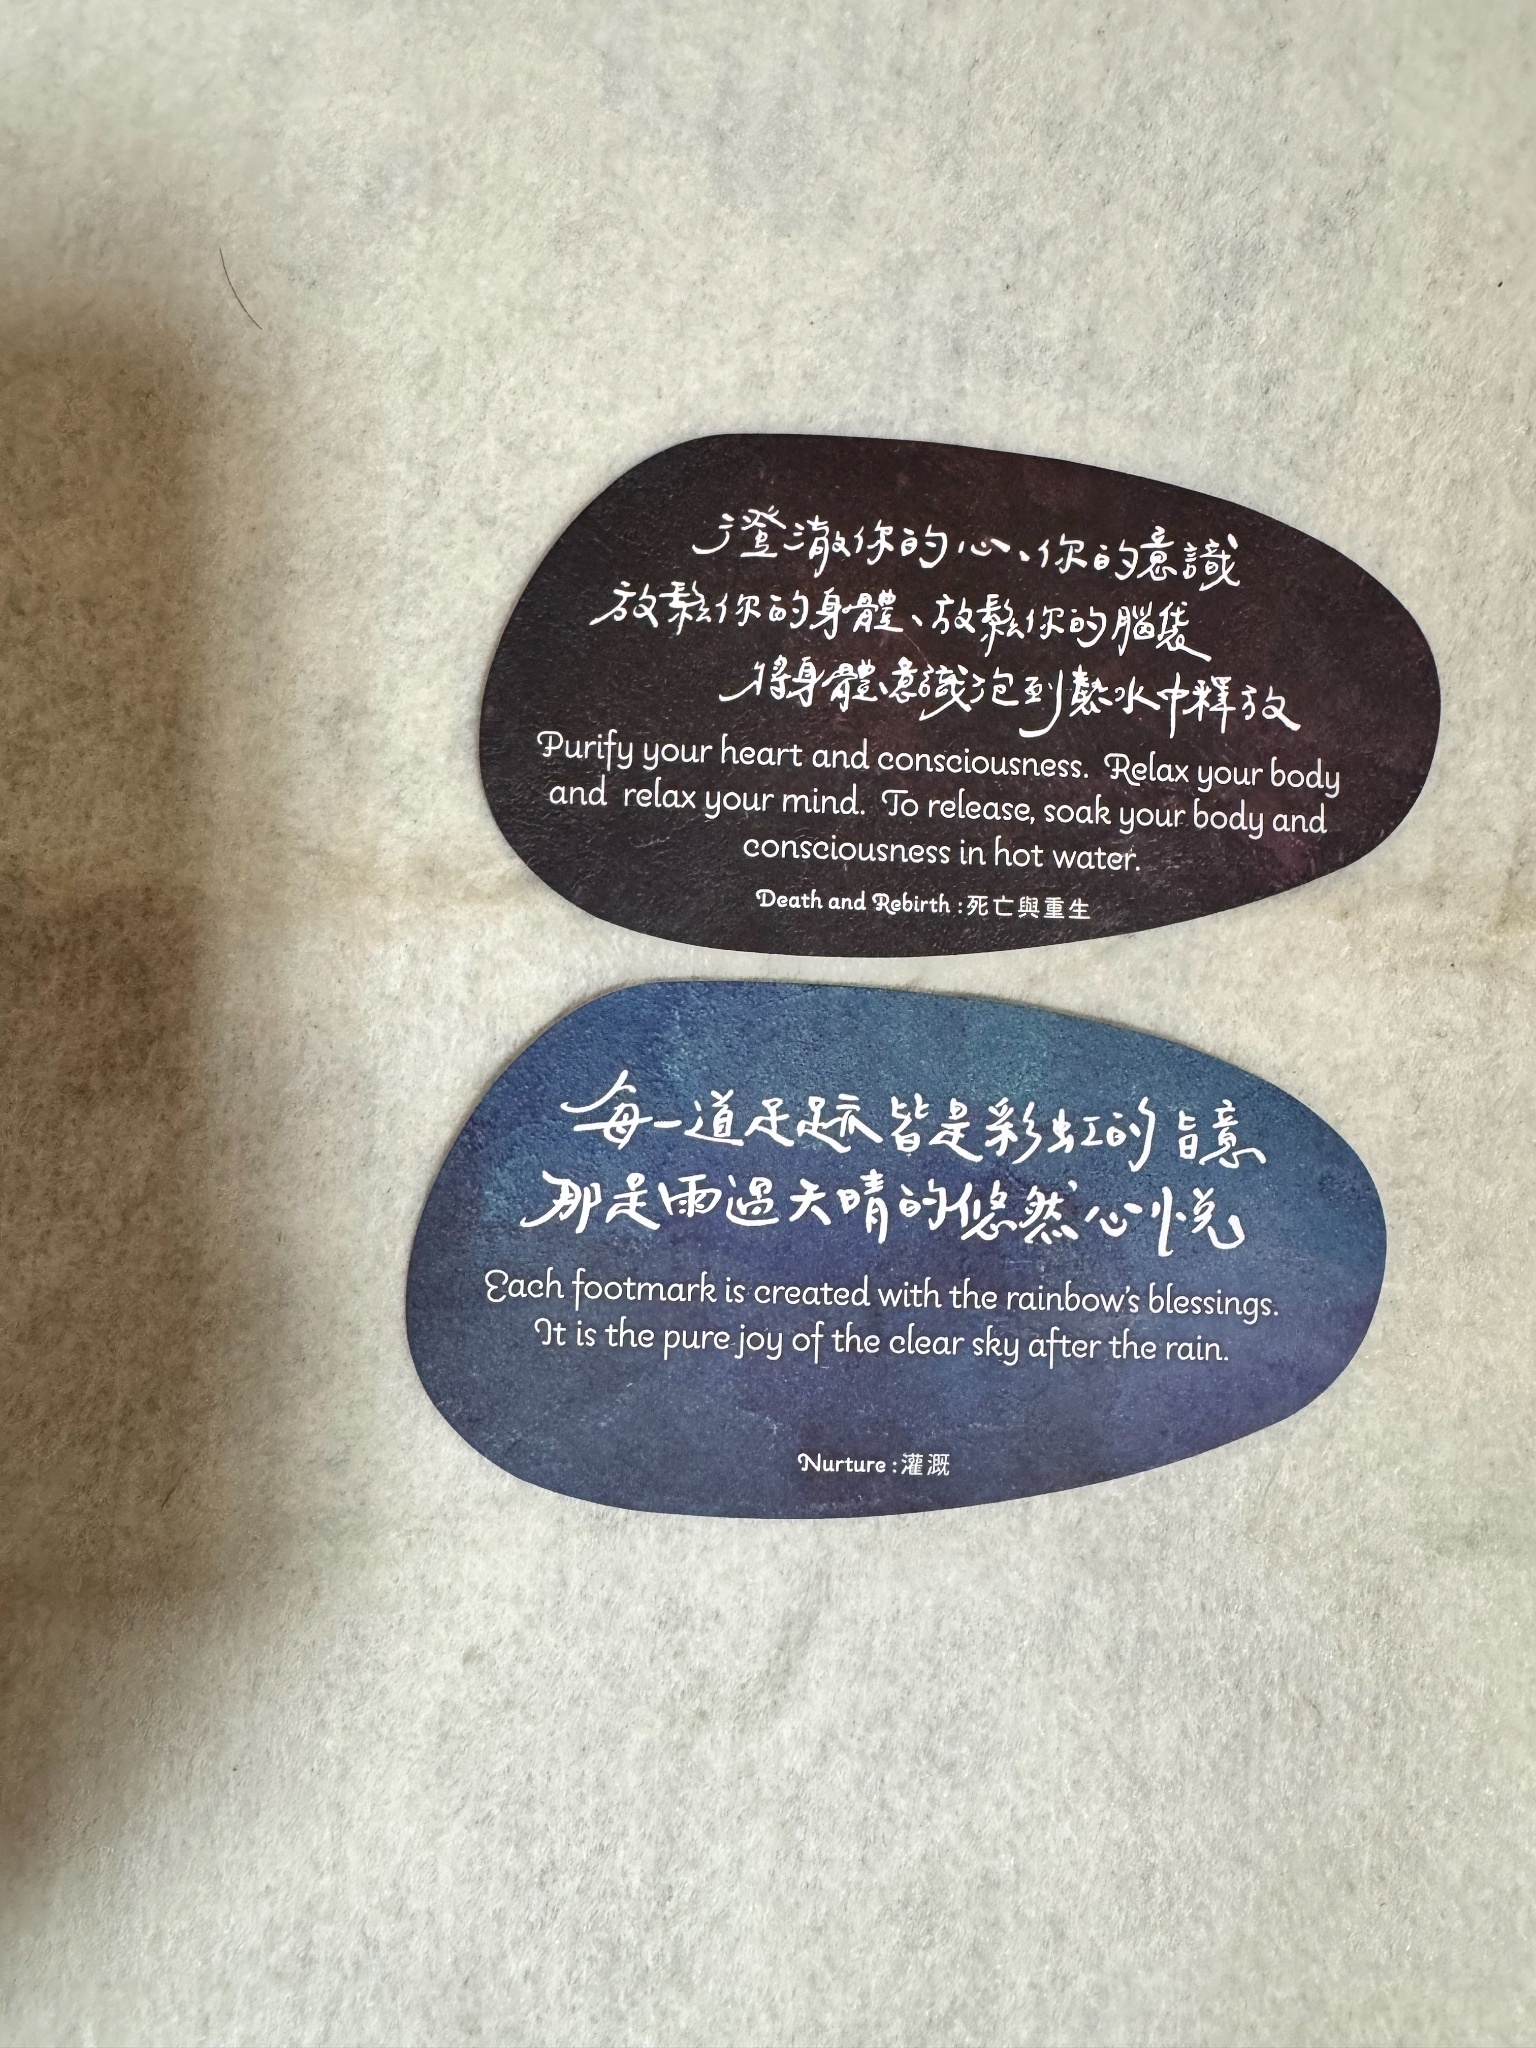 澄澈你的心、你的意識
放鬆你的身體、放鬆你的腦袋
將身體、意識泡到熱水中釋放
Purify your heart and consciousness. Relax your body
and relax your mind. To release, soak your body and
consciousness in hot water.
Death and Rebirth :死亡與重生
每一道足跡皆是彩虹的旨意
那是雨過天晴的悠然心悅
Each footmark is created with the rainbow's blessings.
It is the pure joy of the clear sky after the rain.
Nurture :灌溉